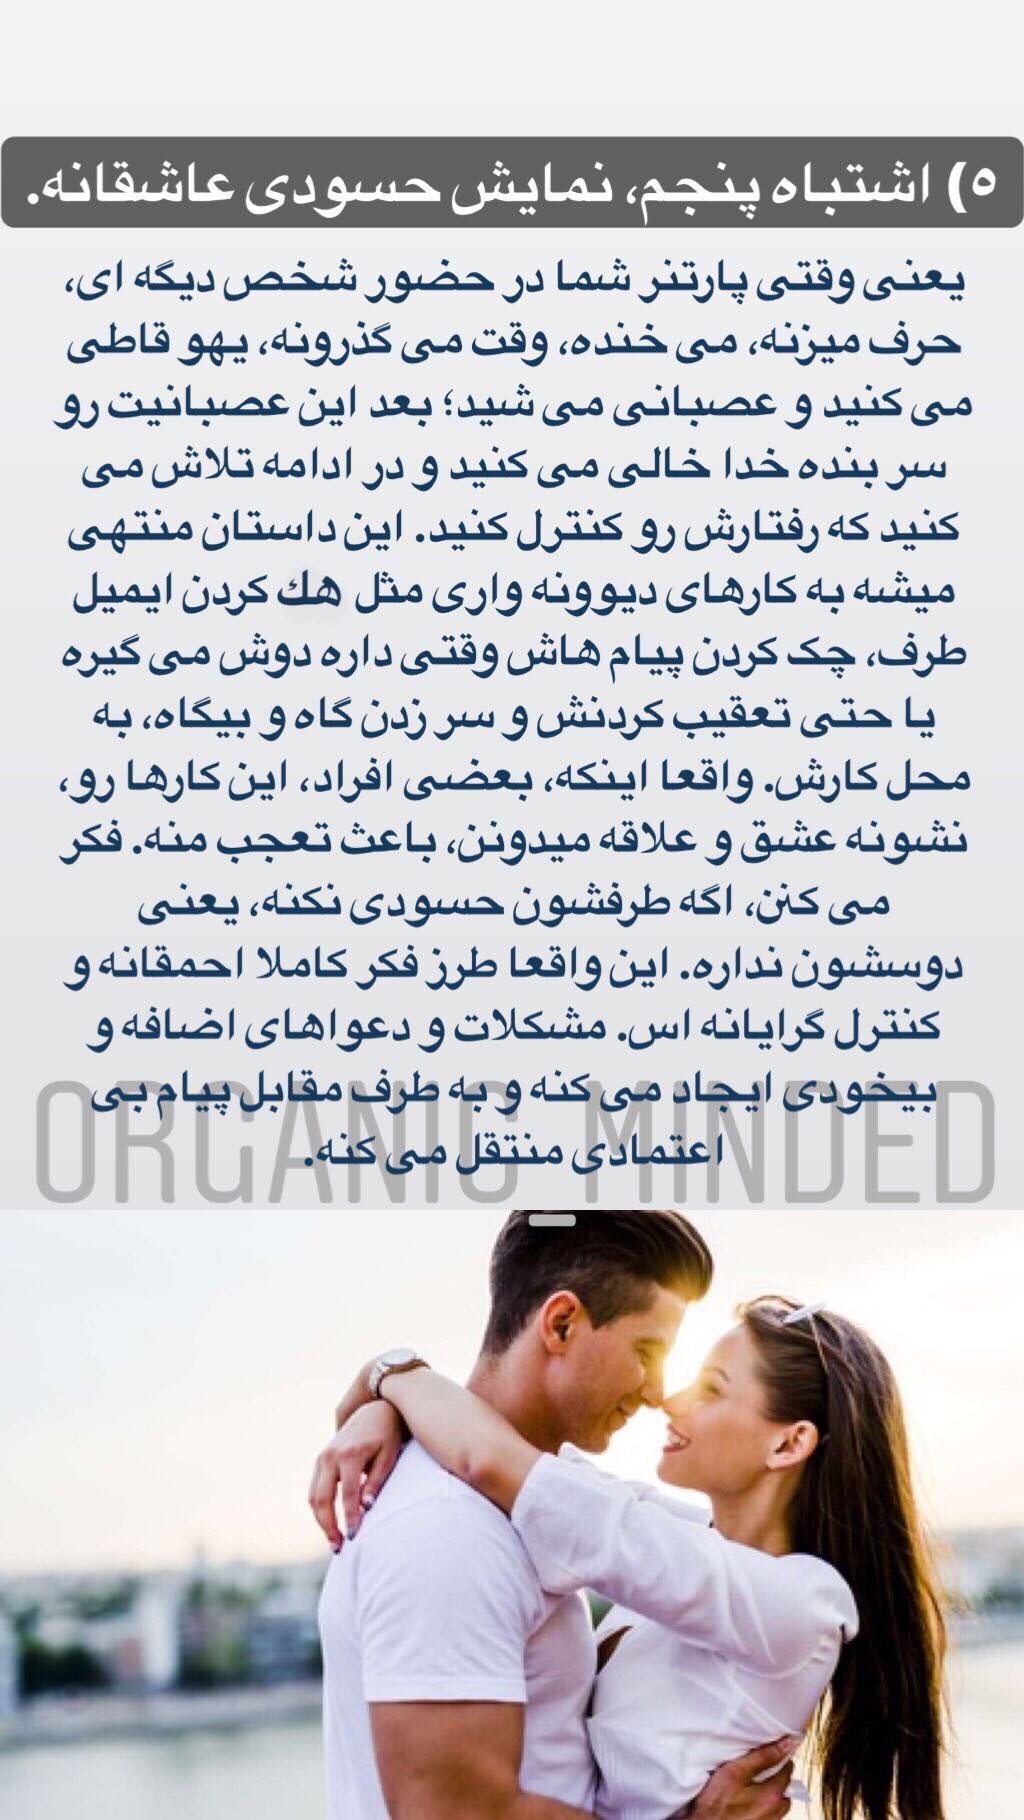 ۵) اشتباه پنجم، نمایش حسودی عاشقانه.
یعنی وقتی پارتنر شما در حضور شخص دیگه ای،
حرف میزنه، می خنده، وقت می گذرونه، یهو قاطی
می کنید و عصبانی می شید؛ بعد این عصبانیت رو
سر بنده خدا خالی می کنید و در ادامه تلاش می
کنید که رفتارش رو کنترل کنید. این داستان منتهی
میشه به کارهای دیوونه واری مثل هك کردن ایمیل
طرف، چک کردن پیام هاش وقتی داره دوش می گیره
یا حتی تعقیب کردنش و سر زدن گاه و بیگاه، به
محل کارش. واقعا اینکه، بعضی افراد، این کارها رو،
نشونه عشق و علاقه میدونن، باعث تعجب منه. فکر
می کنن، اگه طرفشون حسودی نکنه، یعنی
دوسشون نداره. این واقعا طرز فکر کاملا احمقانه و
کنترل گرایانه اس. مشکلات و دعواهای اضافه و
بیخودی ایجاد می کنه و به طرف مقابل پیام بی
اعتمادی منتقل می کنه.
ORGANIC MINDED